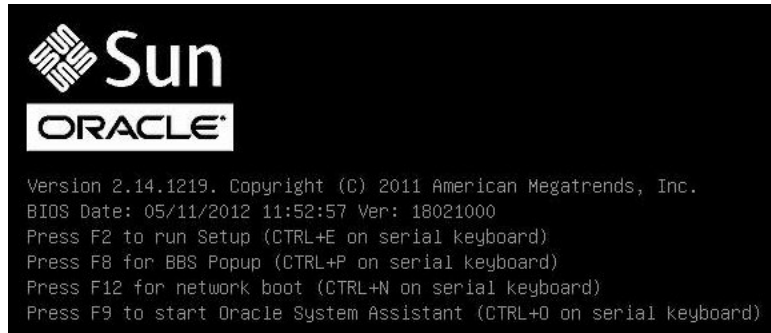 Sun
ORACLE
Version 2.14.1219. Copyright (C) 2011 American Megatrends, Inc.
BIOS Date: 05/11/2012 11:52:57 Ver: 18021000
Press F2 to run Setup (CTRL+E on serial keyboard)
Press F8 for BBS Popup (CTRL+P on serial keyboard)
Press F12 for network boot (CTRL+N on serial keyboard)
Press F9 to start Oracle System Assistant (CTRL+O on serial keyboard)